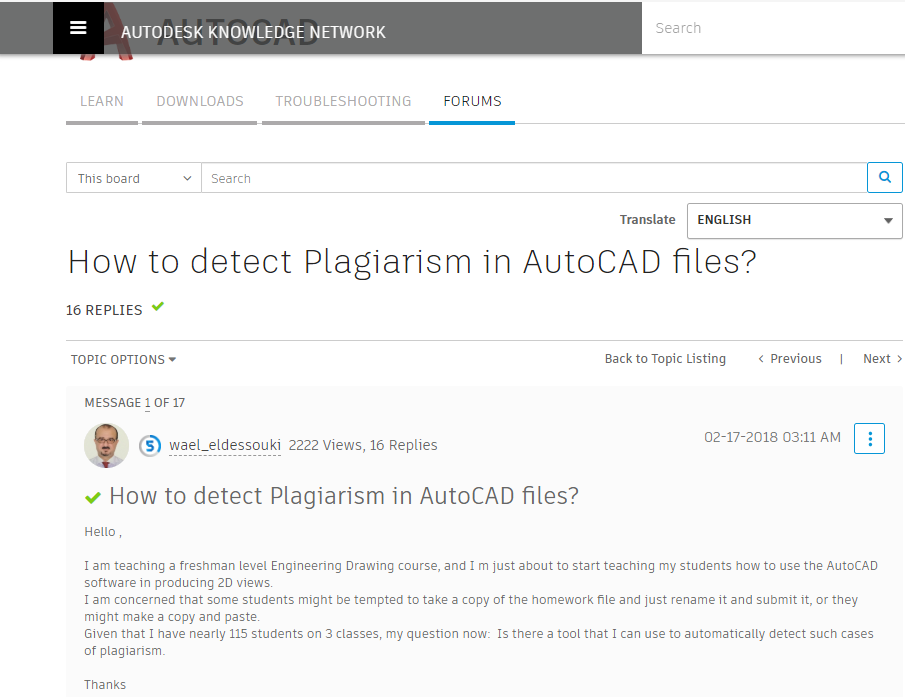 AUTOCAD
AUTODESK KNOWLEDGE NETWORK
Search
LEARN DOWNLOADS TROUBLESHOOTING FORUMS
This board Search
Translate ENGLISH
How to detect Plagiarism in AutoCAD files?
16 REPLIES
TOPIC OPTIONS Back to Topic Listing Previous | Next
MESSAGE 1 OF 17
5 wael_eldessouki 2222 Views, 16 Replies 02-17-2018 03:11 AM
How to detect Plagiarism in AutoCAD files?
Hello ,
I am teaching a freshman level Engineering Drawing course, and I m just about to start teaching my students how to use the AutoCAD
software in producing 2D views.
I am concerned that some students might be tempted to take a copy of the homework file and just rename it and submit it, or they
might make a copy and paste.
Given that I have nearly 115 students on 3 classes, my question now:  Is there a tool that I can use to automatically detect such cases
of plagiarism.
Thanks